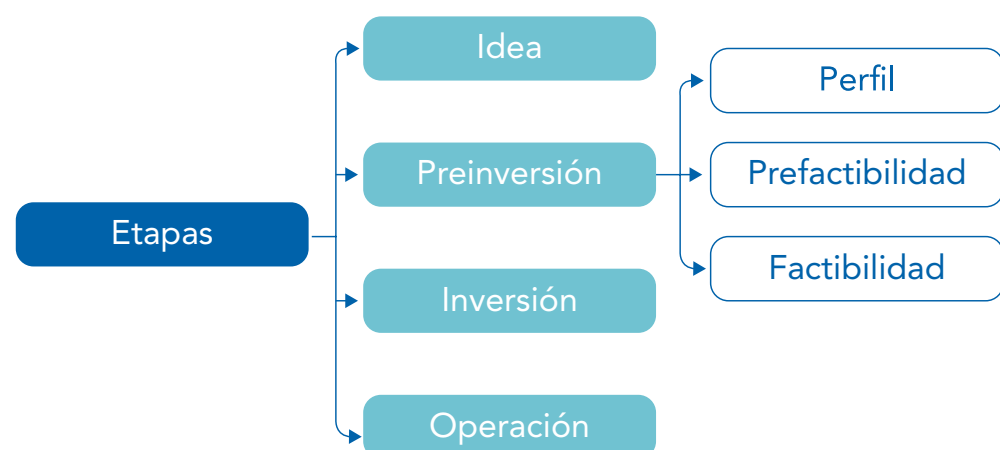 Etapas
Idea
Preinversión
Inversión
Operación
Perfil
Prefactibilidad
Factibilidad